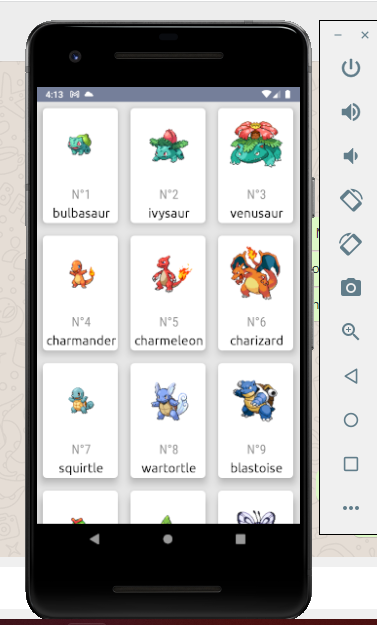 4:13
N°1 N°2 N°3
bulbasaur ivysaur venusaur
N°4 N°5 N°6
charmander charmeleon charizard
N°7 N°8 N°9
squirtle wartortle blastoise